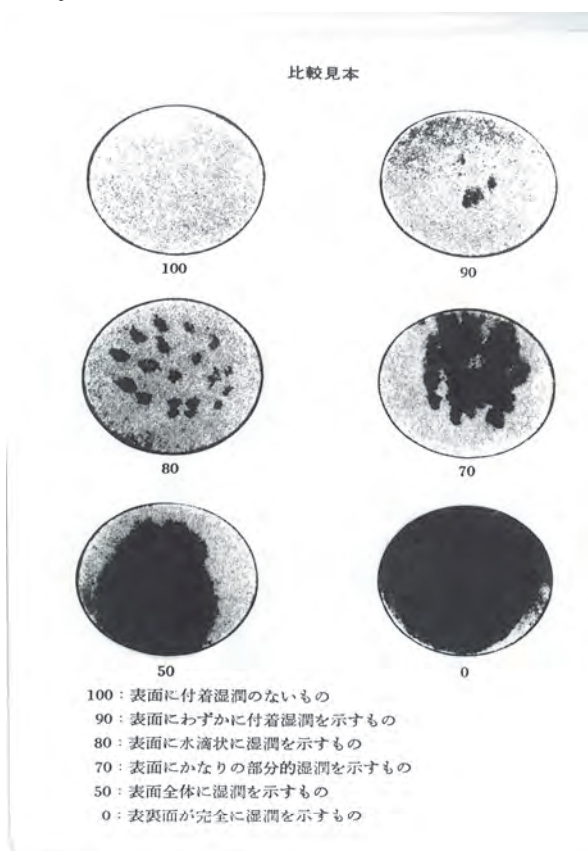 比較見本
100
90
80
70
50
0
100：表面に付着湿潤のないもの
90：表面にわずかに付着湿潤を示すもの
80：表面に水滴状に湿潤を示すもの
70：表面にかなりの部分的湿潤を示すもの
50：表面全体に湿潤を示すもの
0：表裏面が完全に湿潤を示すもの